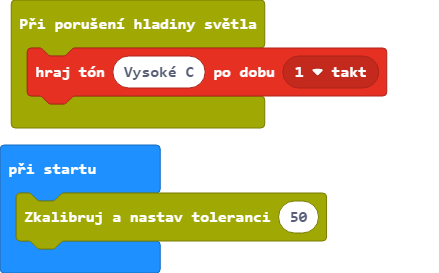 Při porušení hladiny světla
hraj tón Vysoké C po dobu 1 takt
při startu
Zkalibruj a nastav toleranci 50